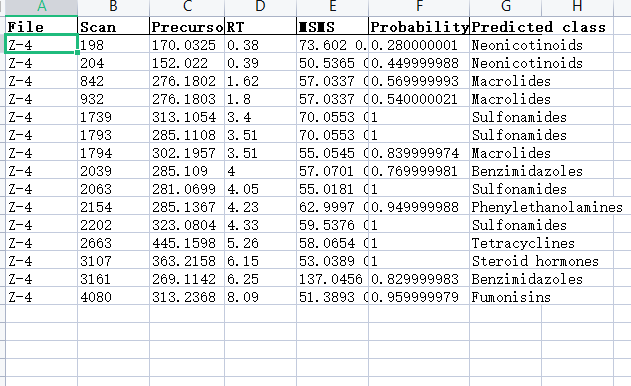 A B C D E F G H
File Scan Precurso RT MSMS Probability Predicted class
Z-4 198 170.0325 0.38 73.602 0. 0.280000001 Neonicotinoids
Z-4 204 152.022 0.39 50.5365 0 0.449999988 Neonicotinoids
Z-4 842 276.1802 1.62 57.0337 0 0.569999993 Macrolides
Z-4 932 276.1803 1.8 57.0337 0 0.540000021 Macrolides
Z-4 1739 313.1054 3.4 70.0553 0 1 Sulfonamides
Z-4 1793 285.1108 3.51 70.0553 0 1 Sulfonamides
Z-4 1794 302.1957 3.51 55.0545 0 0.839999974 Macrolides
Z-4 2039 285.109 4 57.0701 0 0.769999981 Benzimidazoles
Z-4 2063 281.0699 4.05 55.0181 0 1 Sulfonamides
Z-4 2154 285.1367 4.23 62.9997 0 0.949999988 Phenylethanolamines
Z-4 2202 323.0804 4.33 59.5376 0 1 Sulfonamides
Z-4 2663 445.1598 5.26 58.0654 0 1 Tetracyclines
Z-4 3107 363.2158 6.15 53.0389 0 1 Steroid hormones
Z-4 3161 269.1142 6.25 137.0456 0.829999983 Benzimidazoles
Z-4 4080 313.2368 8.09 51.3893 0 0.959999979 Fumonisins